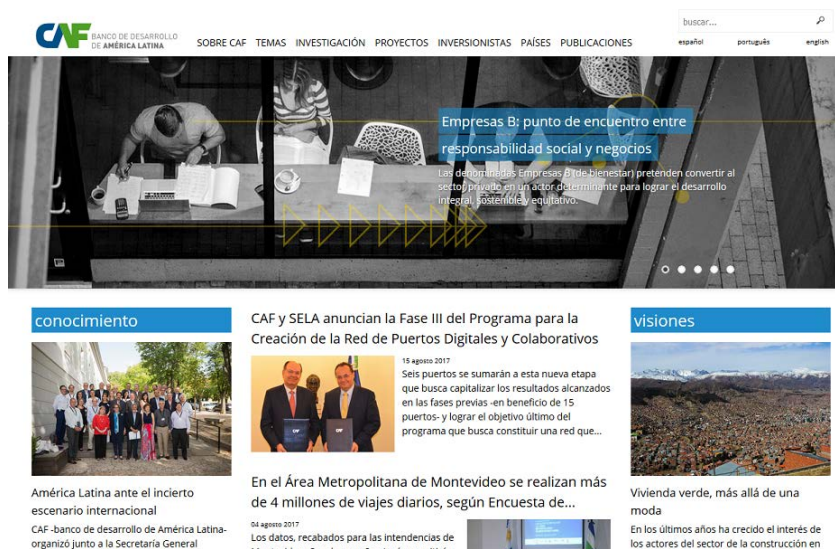 CAF BANCO DE DESARROLLO
DE AMÉRICA LATINA
SOBRE CAF TEMAS INVESTIGACIÓN PROYECTOS INVERSIONISTAS PAÍSES PUBLICACIONES
buscar...
español português english
Empresas B: punto de encuentro entre
responsabilidad social y negocios
Las denominadas Empresas B (de bienestar) pretenden convertir al
sector privado en un actor determinante para lograr el desarrollo
integral, sostenible y equitativo.
conocimiento
América Latina ante el incierto
escenario internacional
CAF -banco de desarrollo de América Latina-
organizó junto a la Secretaría General
CAF y SELA anuncian la Fase III del Programa para la
Creación de la Red de Puertos Digitales y Colaborativos
15 agosto 2017
Seis puertos se sumarán a esta nueva etapa
que busca capitalizar los resultados alcanzados
en las fases previas -en beneficio de 15
puertos- y lograr el objetivo último del
programa que busca constituir una red que...
En el Área Metropolitana de Montevideo se realizan más
de 4 millones de viajes diarios, según Encuesta de...
04 agosto 2017
Los datos, recabados para las intendencias de
visiones
Vivienda verde, más allá de una
moda
En los últimos años ha crecido el interés de
los actores del sector de la construcción en